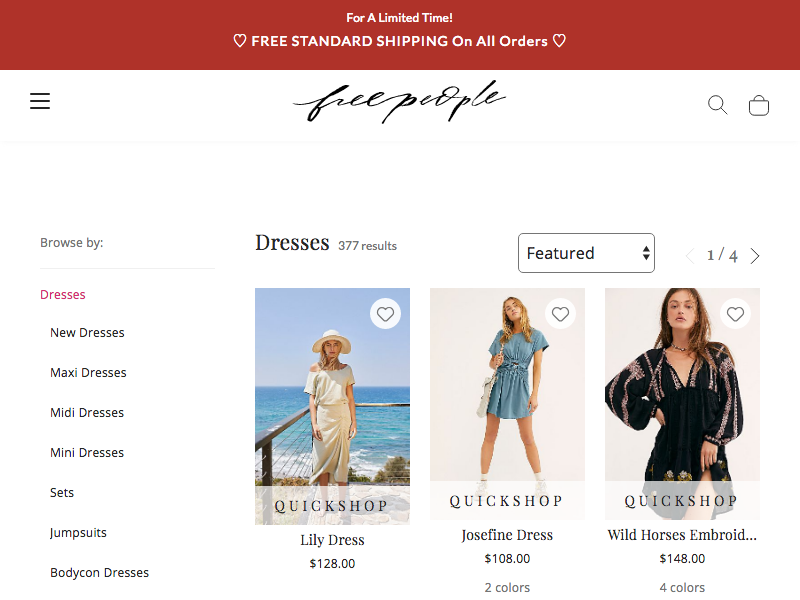 For A Limited Time!
♡ FREE STANDARD SHIPPING On All Orders ♡
free people
Browse by:
Dresses
New Dresses
Maxi Dresses
Midi Dresses
Mini Dresses
Sets
Jumpsuits
Bodycon Dresses
Dresses 377 results
Featured
1 / 4
QUICKSHOP
Lily Dress
$128.00
QUICKSHOP
Josefine Dress
$108.00
2 colors
QUICKSHOP
Wild Horses Embroid...
$148.00
4 colors